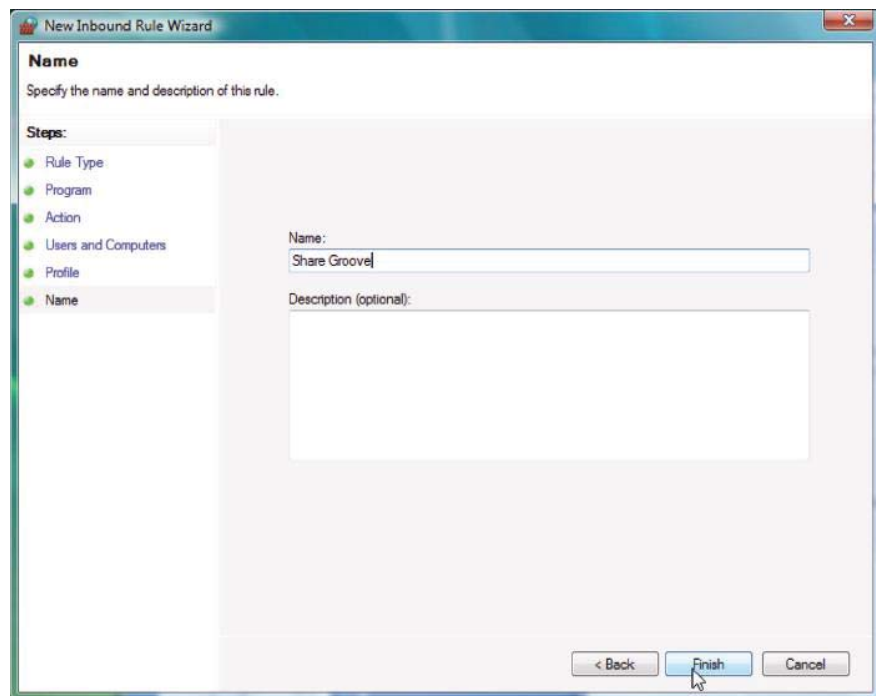 New Inbound Rule Wizard
Name
Specify the name and description of this rule.
Steps:
Rule Type
Program
Action
Users and Computers
Profile
Name
Name:
Share Groove
Description (optional):
< Back Finish Cancel